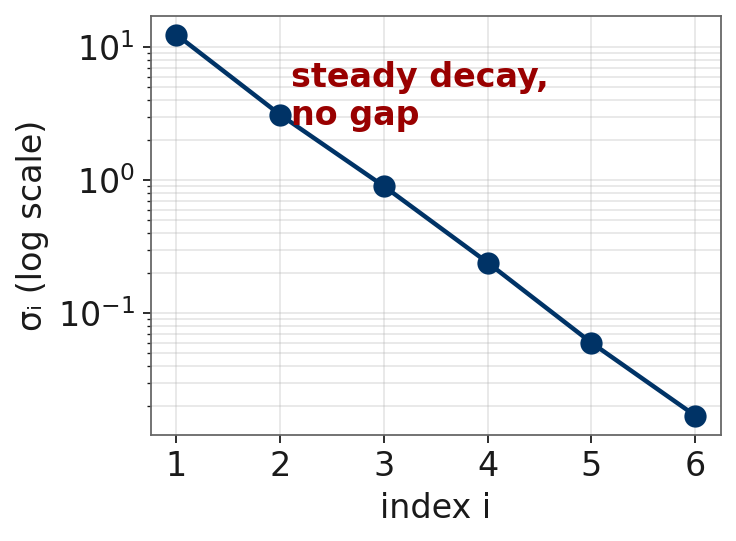 10¹
10⁰
10⁻¹
σᵢ (log scale)
steady decay,
no gap
1 2 3 4 5 6
index i